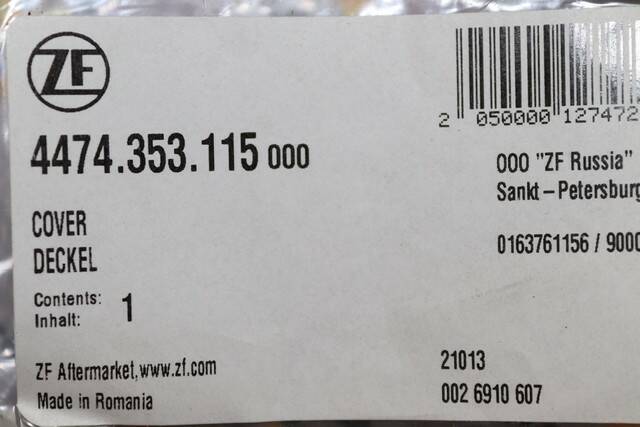 ZF
2 050000 127472
4474.353.115 000
OOO "ZF Russia"
Sankt – Petersburg
0163761156 / 9000
COVER
DECKEL
Contents:
Inhalt: 1
ZF Aftermarket,www.zf.com
Made in Romania
21013
002 6910 607